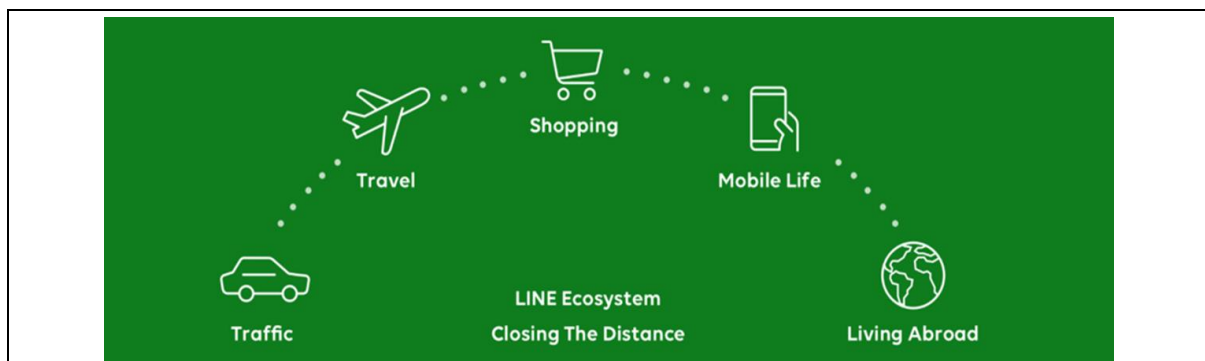 Shopping
Travel
Mobile Life
Traffic
LINE Ecosystem
Closing The Distance
Living Abroad